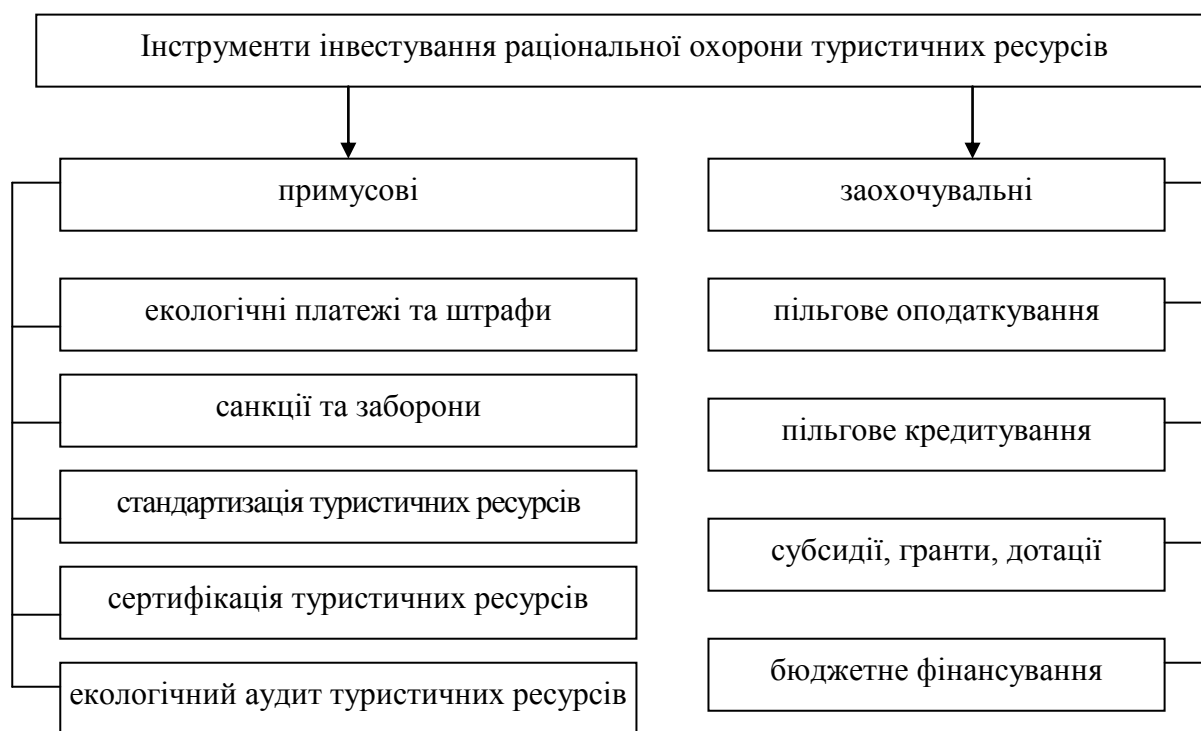 Інструменти інвестування раціональної охорони туристичних ресурсів
примусові
екологічні платежі та штрафи
санкції та заборони
стандартизація туристичних ресурсів
сертифікація туристичних ресурсів
екологічний аудит туристичних ресурсів
заохочувальні
пільгове оподаткування
пільгове кредитування
субсидії, гранти, дотації
бюджетне фінансування